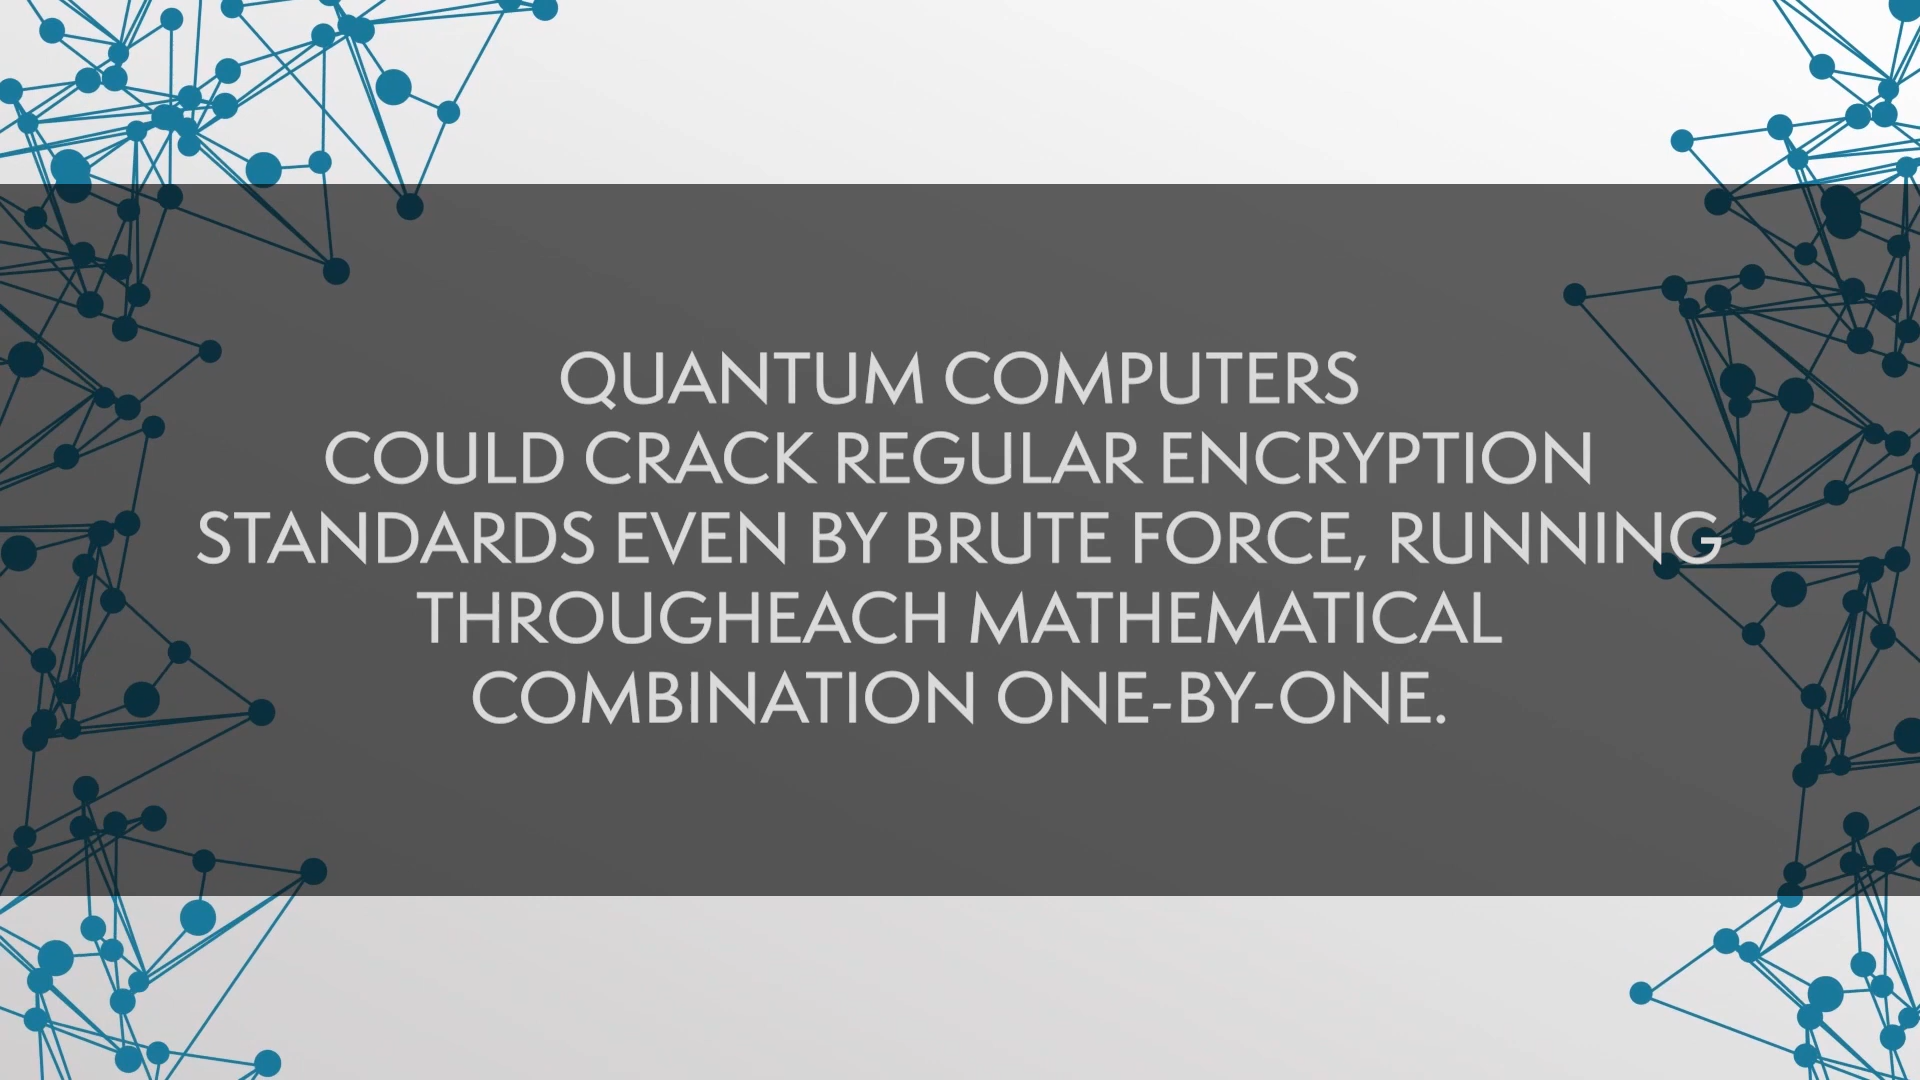 QUANTUM COMPUTERS
COULD CRACK REGULAR ENCRYPTION
STANDARDS EVEN BY BRUTE FORCE, RUNNING
THROUGHEACH MATHEMATICAL
COMBINATION ONE-BY-ONE.